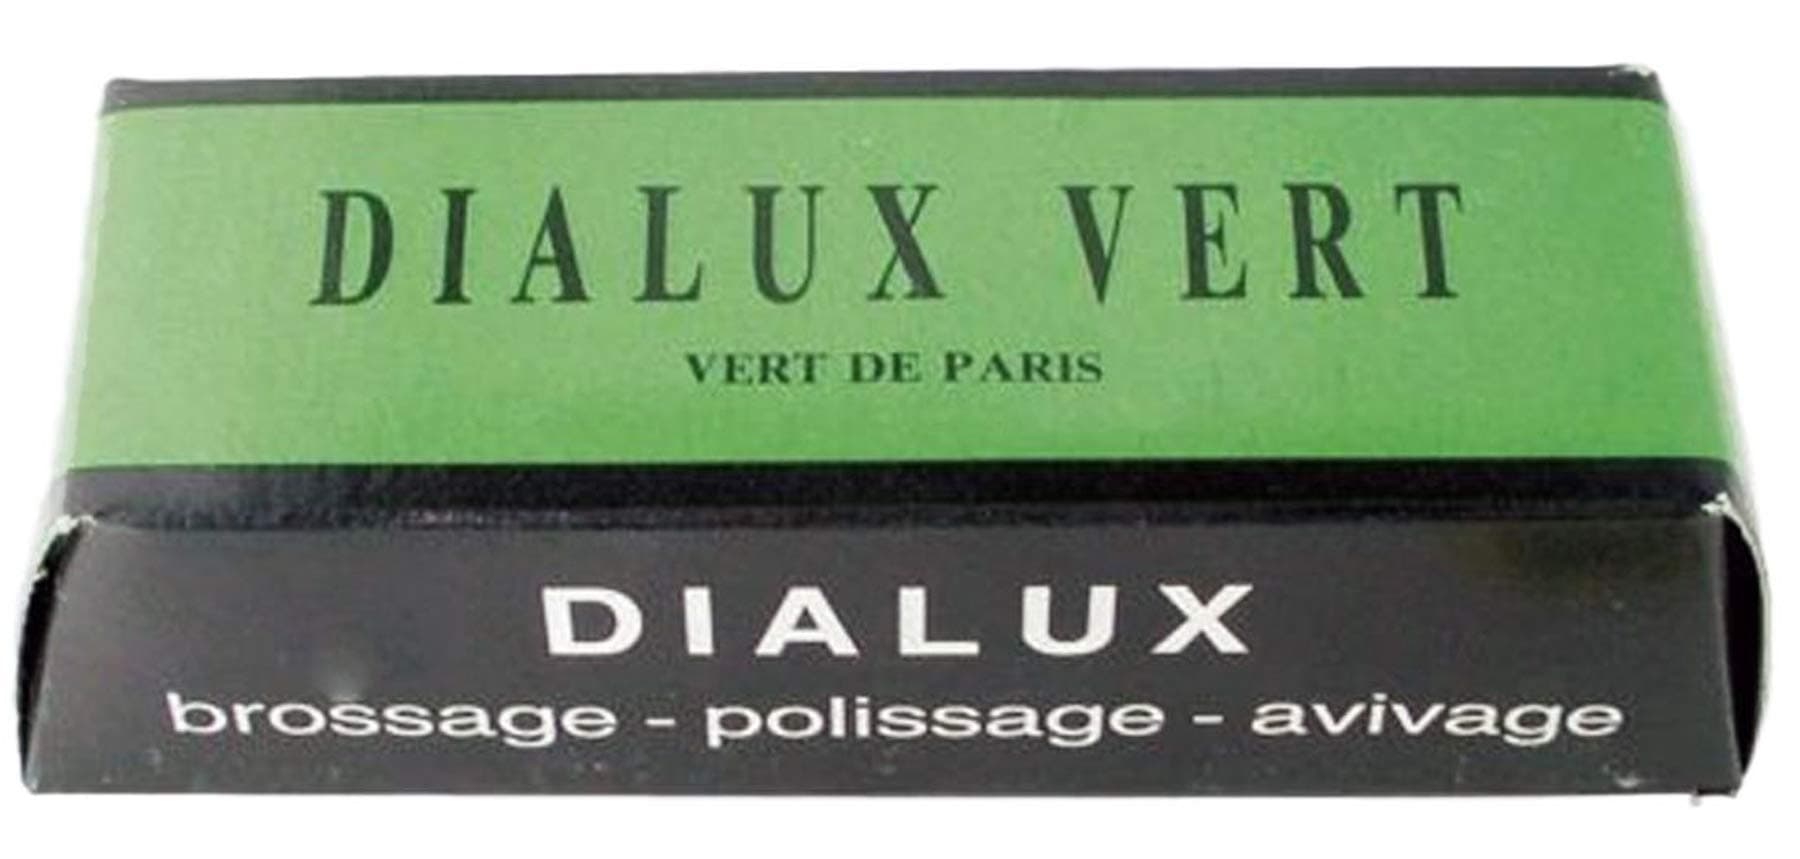 DIALUX VERT
VERT DE PARIS
DIALUX
brossage - polissage - avivage